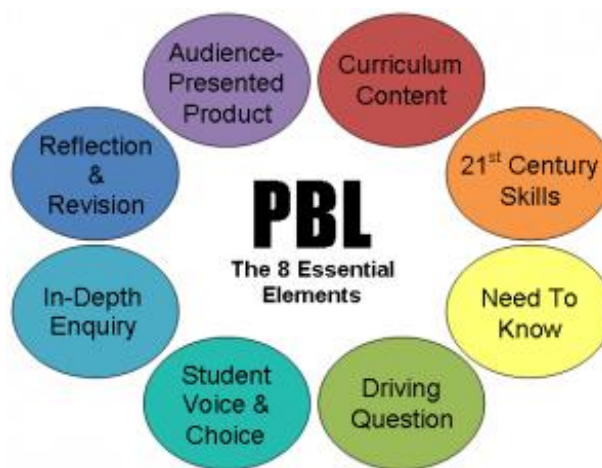 Audience-
Presented
Product
Curriculum
Content
21st Century
Skills
Need To
Know
Driving
Question
Student
Voice &
Choice
In-Depth
Enquiry
Reflection
&
Revision
PBL
The 8 Essential
Elements